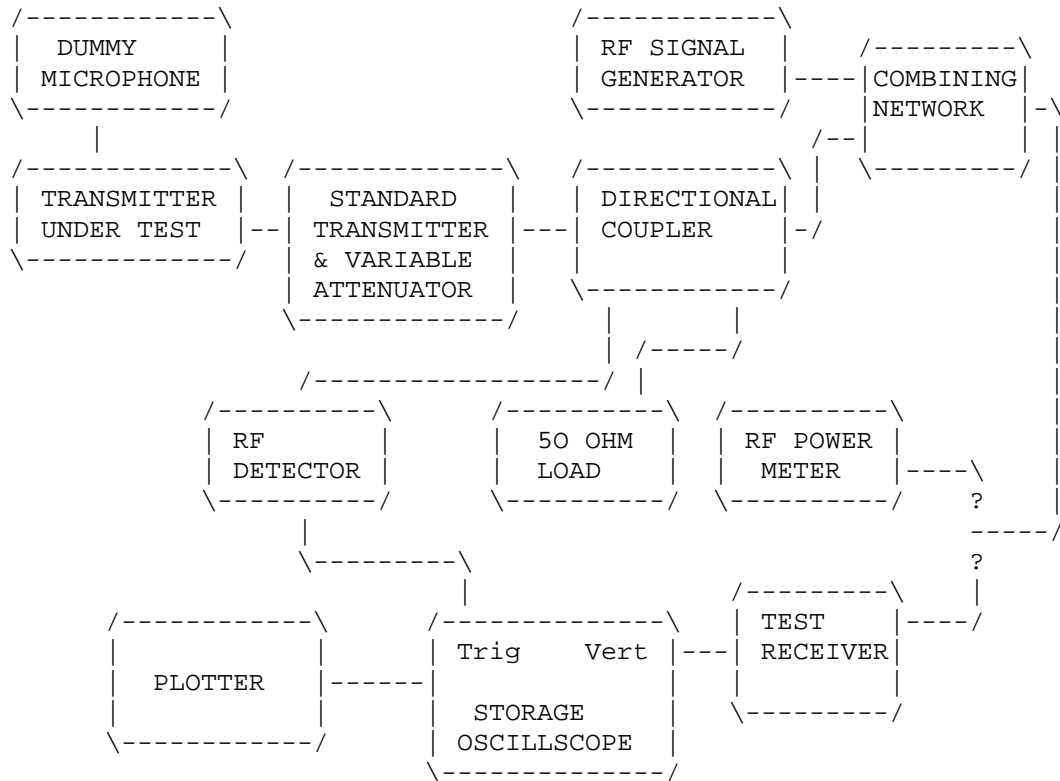 DUMMY
MICROPHONE
RF SIGNAL
GENERATOR
COMBINING
NETWORK
TRANSMITTER
UNDER TEST
STANDARD
TRANSMITTER
& VARIABLE
ATTENUATOR
DIRECTIONAL
COUPLER
RF
DETECTOR
50 OHM
LOAD
RF POWER
METER
?
?
TEST
RECEIVER
PLOTTER
Trig Vert
STORAGE
OSCILLSCOPE